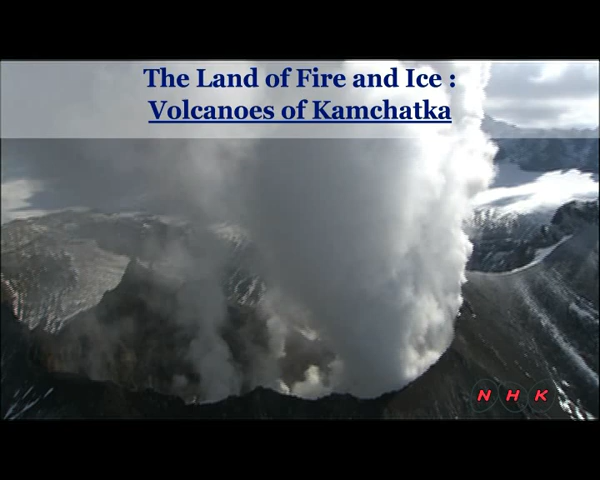 The Land of Fire and Ice :
Volcanoes of Kamchatka
NHK